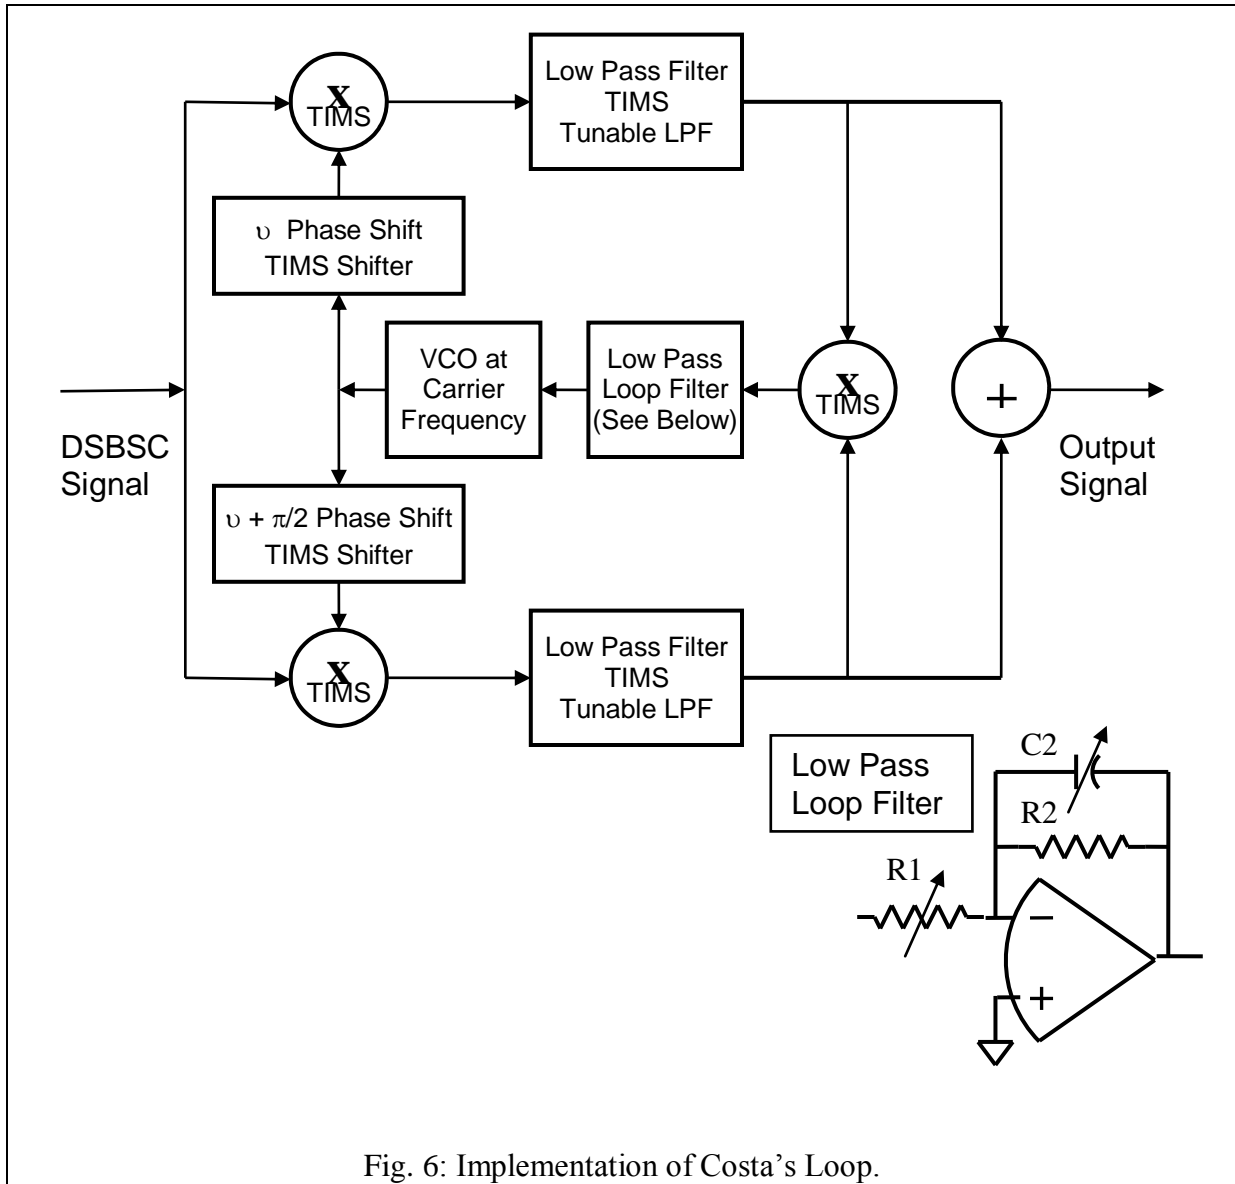 X
TIMS
Low Pass Filter
TIMS
Tunable LPF
υ Phase Shift
TIMS Shifter
VCO at
Carrier
Frequency
Low Pass
Loop Filter
(See Below)
X
TIMS
+
DSBSC
Signal
Output
Signal
υ + π/2 Phase Shift
TIMS Shifter
X
TIMS
Low Pass Filter
TIMS
Tunable LPF
Low Pass
Loop Filter
C2
R2
R1
−
+
Fig. 6: Implementation of Costa's Loop.